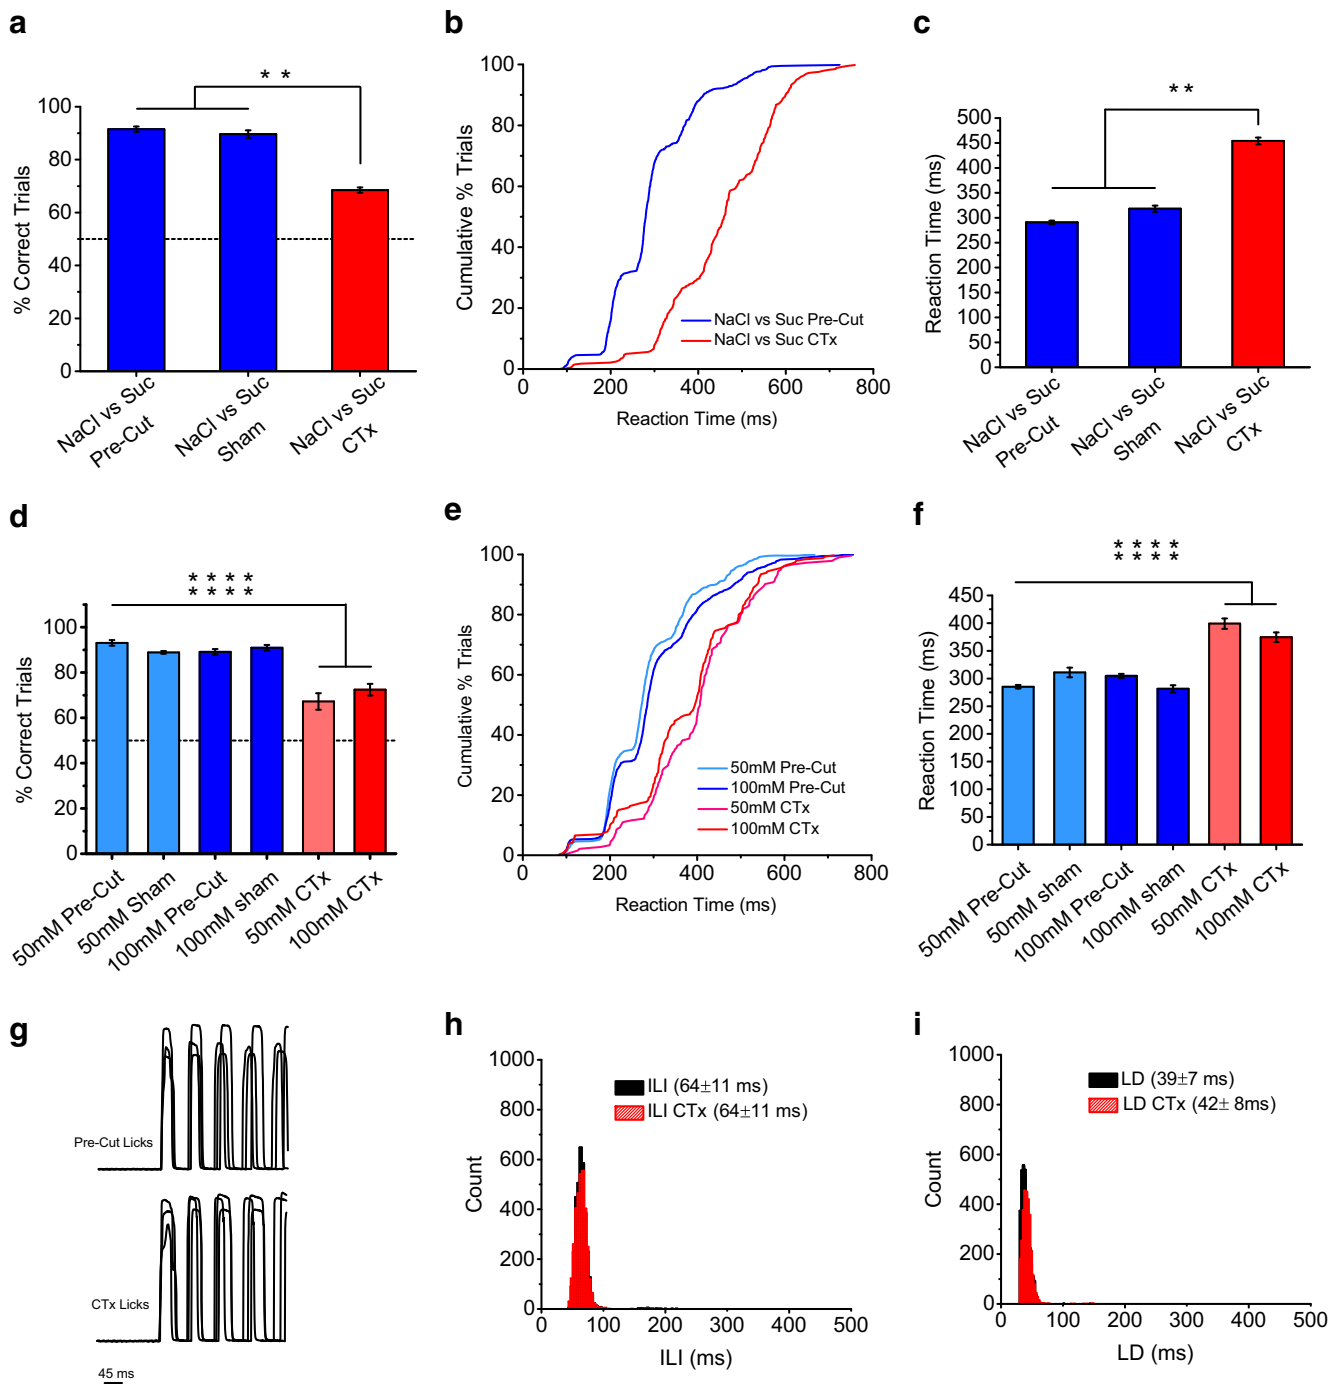 a
* *
% Correct Trials
100
80
60
40
20
0
NaCl vs Suc
Pre-Cut
NaCl vs Suc
Sham
NaCl vs Suc
CTx
b
Cumulative % Trials
100
80
60
40
20
0
NaCl vs Suc Pre-Cut
NaCl vs Suc CTx
0 200 400 600 800
Reaction Time (ms)
c
* *
Reaction Time (ms)
500
450
400
350
300
250
200
150
100
50
0
NaCl vs Suc
Pre-Cut
NaCl vs Suc
Sham
NaCl vs Suc
CTx
d
* * * *
* * * *
% Correct Trials
100
80
60
40
20
0
50mM Pre-Cut
50mM Sham
100mM Pre-Cut
100mM sham
50mM CTx
100mM CTx
e
Cumulative % Trials
100
80
60
40
20
0
50mM Pre-Cut
100mM Pre-Cut
50mM CTx
100mM CTx
0 200 400 600 800
Reaction Time (ms)
f
* * * *
* * * *
Reaction Time (ms)
450
400
350
300
250
200
150
100
50
0
50mM Pre-Cut
50mM sham
100mM Pre-Cut
100mM sham
50mM CTx
100mM CTx
g
Pre-Cut Licks
CTx Licks
45 ms
h
Count
1000
800
600
400
200
0
ILI (64±11 ms)
ILI CTx (64±11 ms)
0 100 200 300 400 500
ILI (ms)
i
Count
1000
800
600
400
200
0
LD (39±7 ms)
LD CTx (42± 8ms)
0 100 200 300 400 500
LD (ms)